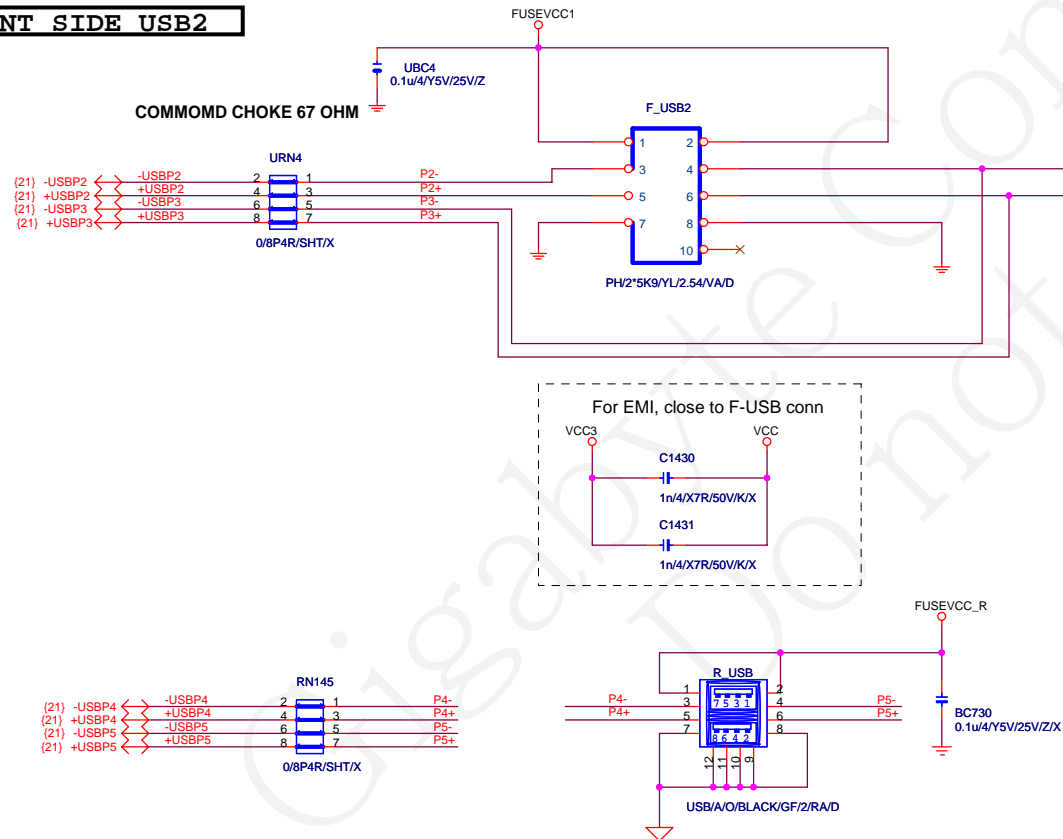 NT SIDE USB2
FUSEVCC1
UBC4
0.1u/4/Y5V/25V/Z
COMMOMD CHOKE 67 OHM
F_USB2
1 2
3 4
5 6
7 8
10
PH/2*5K9/YL/2.54/VA/D
URN4
{21} -USBP2 -USBP2 2 1 P2-
{21} +USBP2 +USBP2 4 3 P2+
{21} -USBP3 -USBP3 6 5 P3-
{21} +USBP3 +USBP3 8 7 P3+
0/8P4R/SHT/X
For EMI, close to F-USB conn
VCC3 VCC
C1430
1n/4/X7R/50V/K/X
C1431
1n/4/X7R/50V/K/X
FUSEVCC_R
RN145
{21} -USBP4 -USBP4 2 1 P4-
{21} +USBP4 +USBP4 4 3 P4+
{21} -USBP5 -USBP5 6 5 P5-
{21} +USBP5 +USBP5 8 7 P5+
0/8P4R/SHT/X
R_USB
1 2
P4- 3 4 P5-
P4+ 5 6 P5+
7 8
7 5 3 1
8 6 4 2
12 11 10 9
USB/A/O/BLACK/GF/2/RA/D
BC730
0.1u/4/Y5V/25V/Z/X
Gigabyte Con
Do not